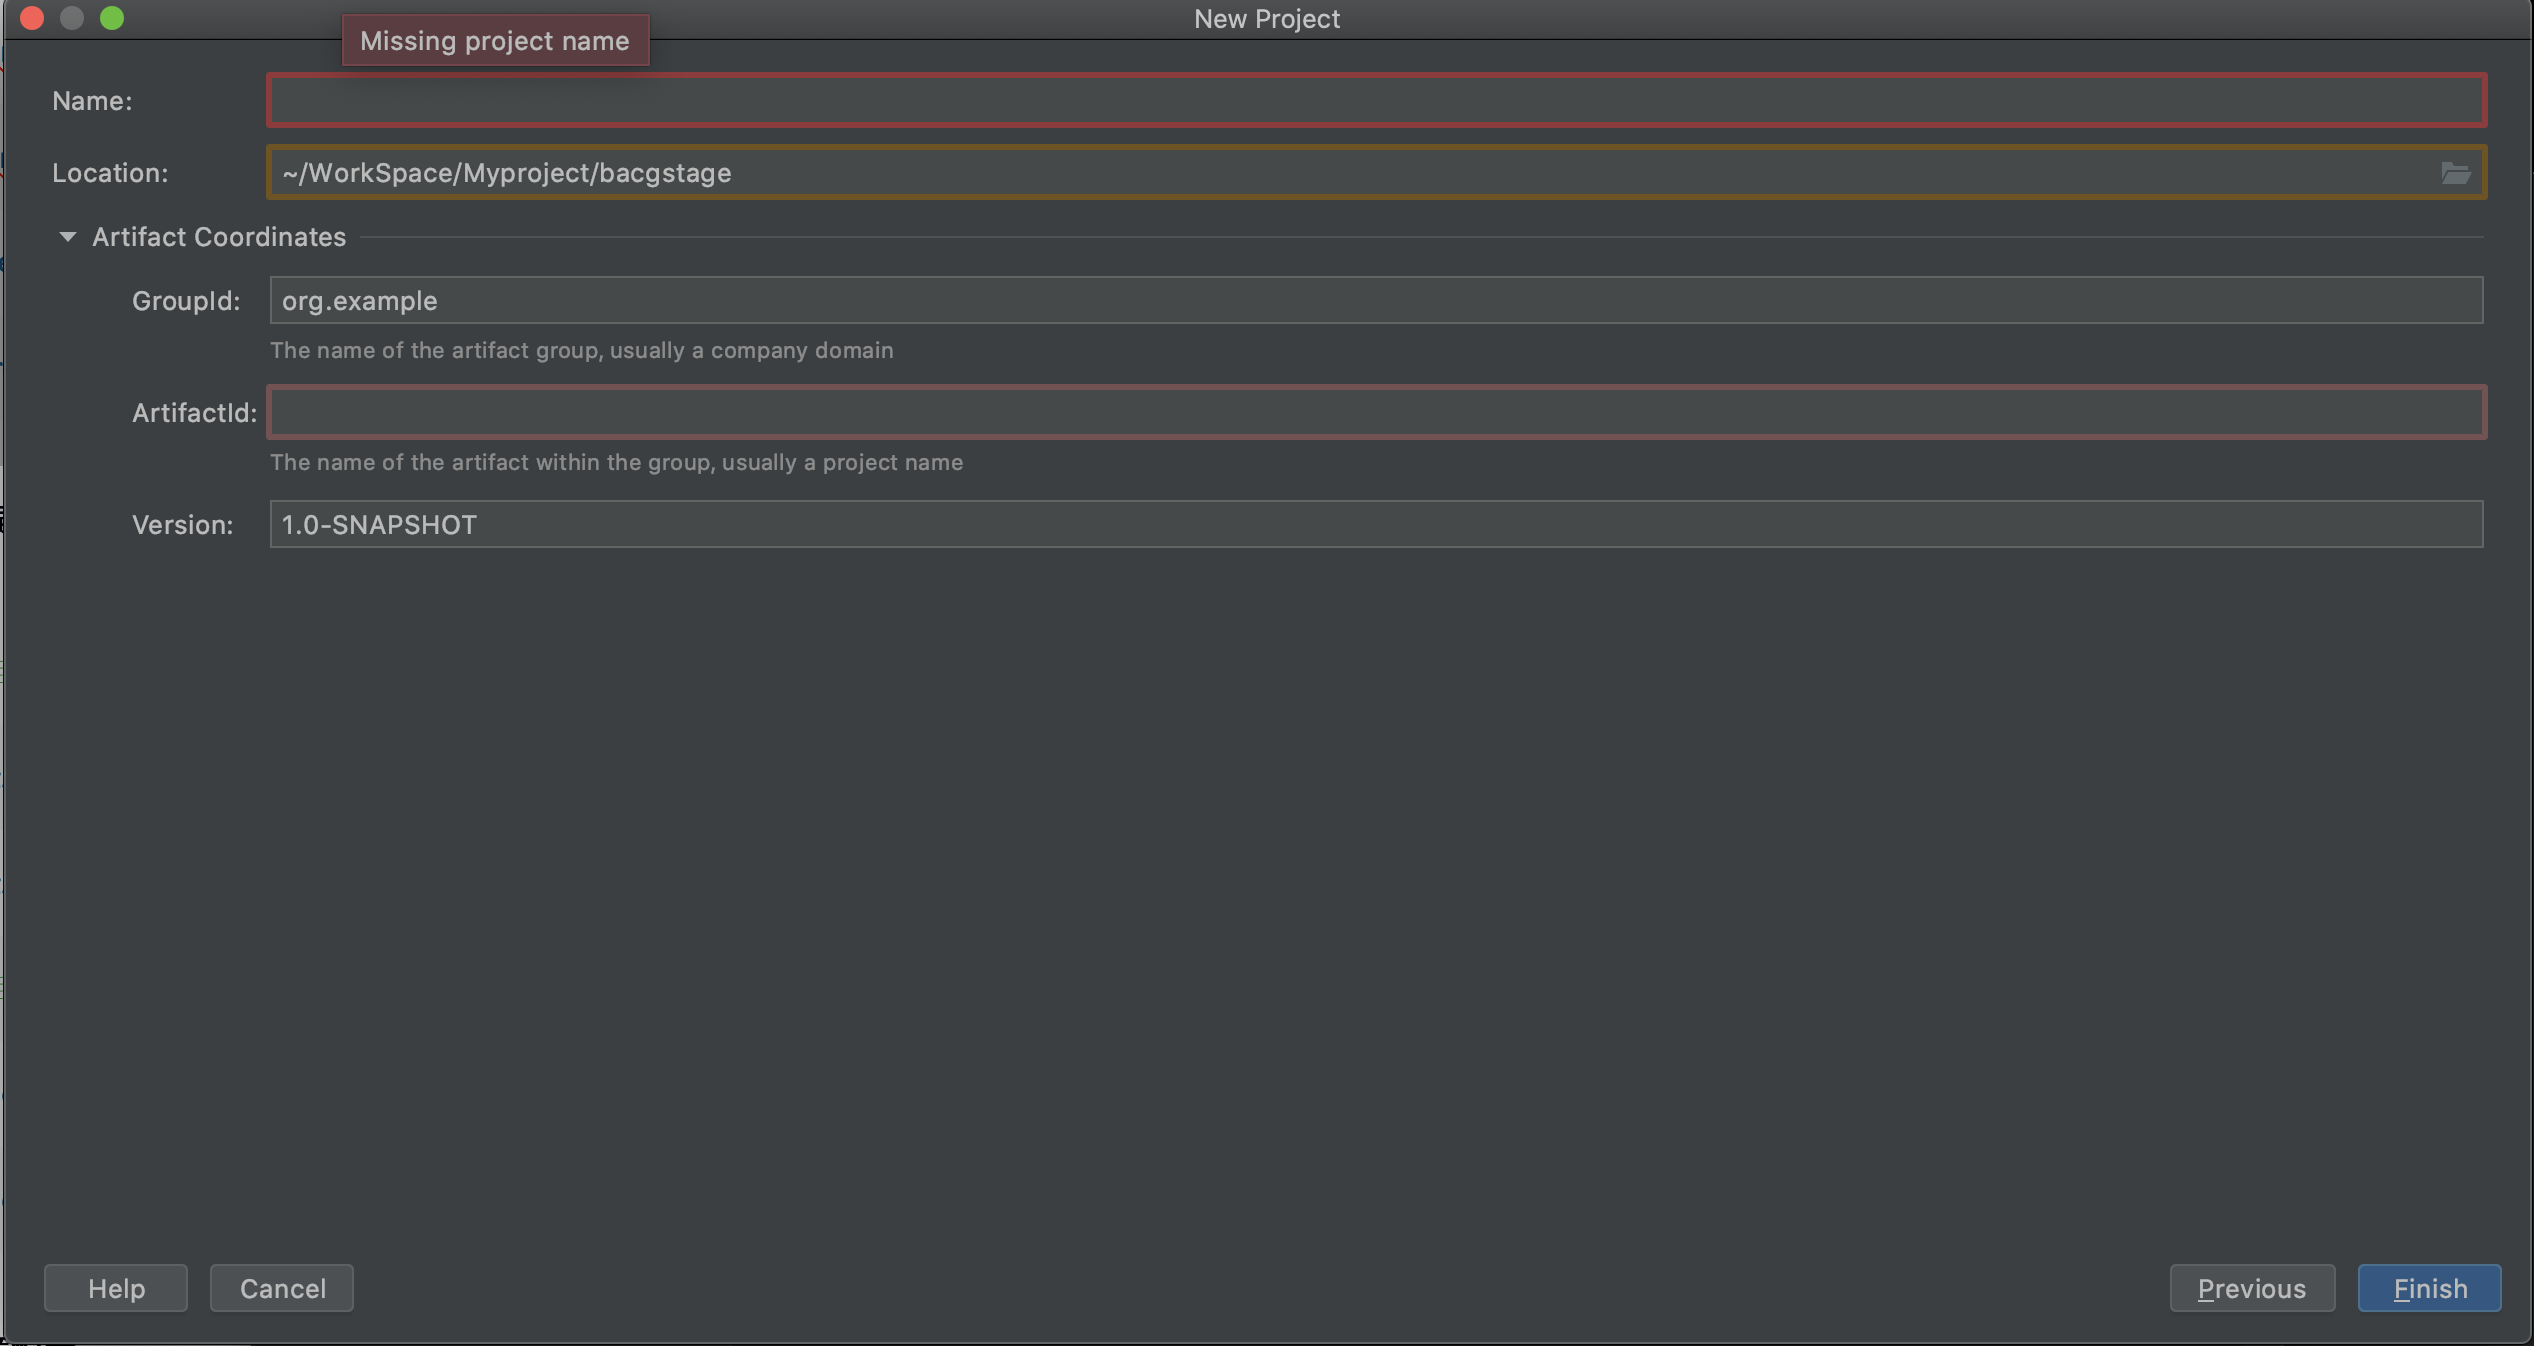 New Project
Missing project name
Name:
Location: ~/WorkSpace/Myproject/bacgstage
Artifact Coordinates
GroupId: org.example
The name of the artifact group, usually a company domain
ArtifactId:
The name of the artifact within the group, usually a project name
Version: 1.0-SNAPSHOT
Help Cancel Previous Finish